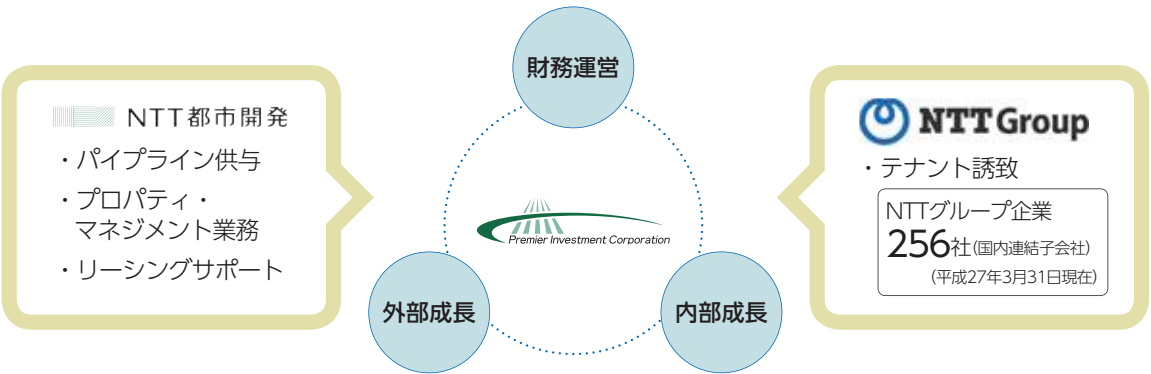 財務運営
NTT都市開発
・パイプライン供与
・プロパティ・
マネジメント業務
・リーシングサポート
Premier Investment Corporation
外部成長
内部成長
NTT Group
・テナント誘致
NTTグループ企業
256社(国内連結子会社)
(平成27年3月31日現在)